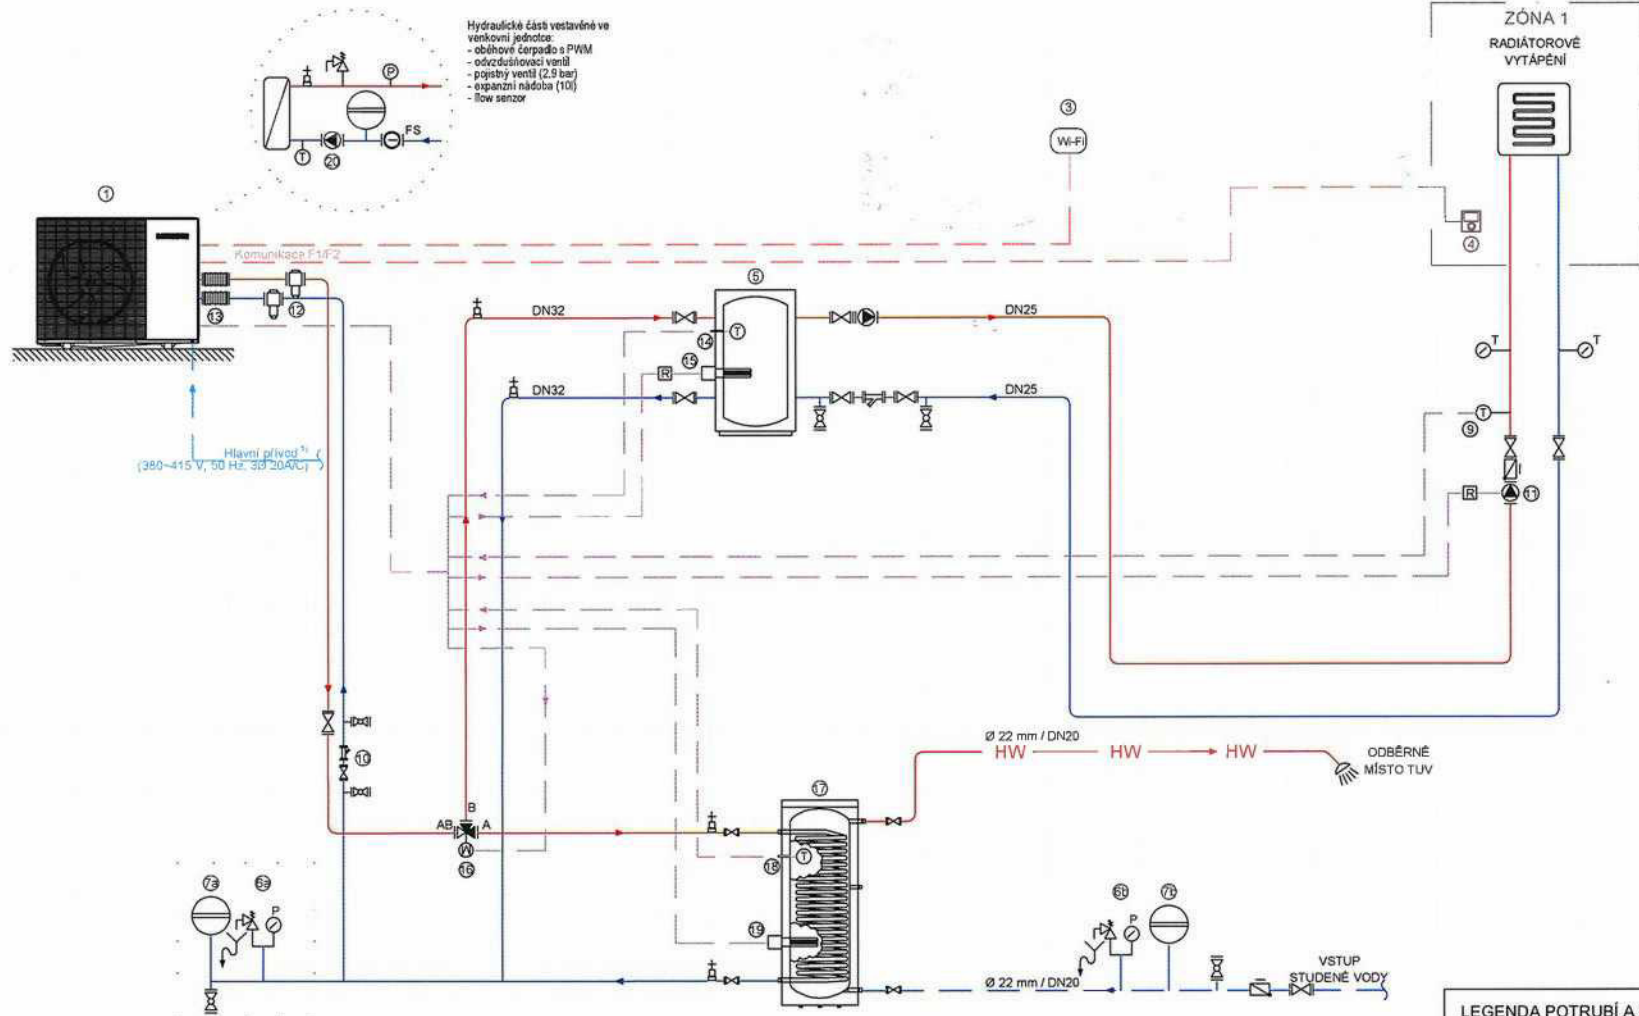 Hydraulické části vestavěné ve
venkovní jednotce:
- oběhové čerpadlo s PWM
- odvzdušňovací ventil
- pojistný ventil (2,9 bar)
- expanzní nádoba (10l)
- flow senzor
P
FS
T
20
ZÓNA 1
RADIÁTOROVÉ
VYTÁPĚNÍ
3
Wi-Fi
1
4
Komunikace F1/F2
13
12
5
DN32
DN25
14
T
15
R
DN32
DN25
T
T
T
9
R
11
Hlavní přívod
(380~415 V, 50 Hz, 3Ø 20A/C)
10
Ø 22 mm / DN20
HW
HW
HW
ODBĚRNÉ
MÍSTO TUV
17
B
AB
A
M
16
18
T
19
7a
6a
P
6b
7b
P
VSTUP
STUDENÉ VODY
Ø 22 mm / DN20
LEGENDA POTRUBÍ A